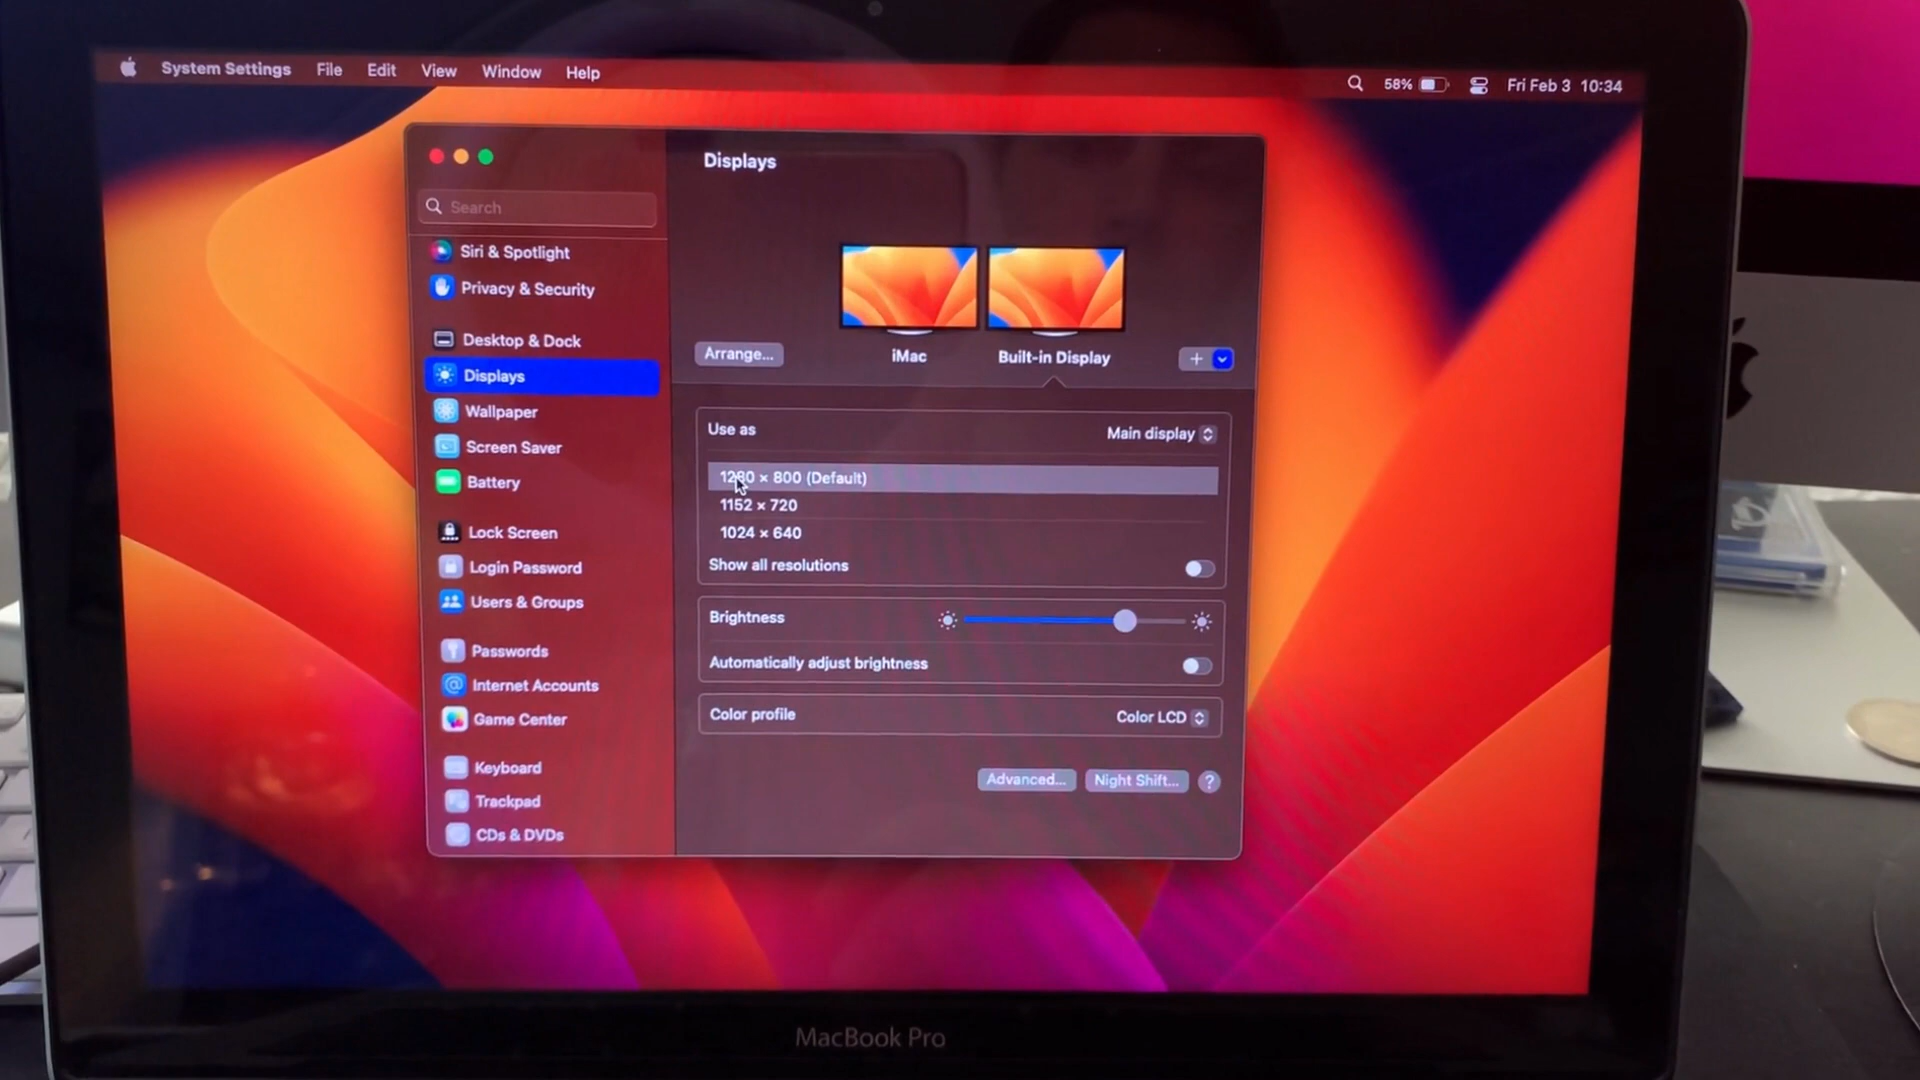 System Settings File Edit View Window Help 58% Fri Feb 3 10:34
Displays
Search
Siri & Spotlight
Privacy & Security
Desktop & Dock
Displays
Wallpaper
Screen Saver
Battery
Lock Screen
Login Password
Users & Groups
Passwords
Internet Accounts
Game Center
Keyboard
Trackpad
CDs & DVDs
Arrange... iMac Built-in Display
Use as Main display
1280 × 800 (Default)
1152 × 720
1024 × 640
Show all resolutions
Brightness
Automatically adjust brightness
Color profile Color LCD
Advanced... Night Shift... ?
MacBook Pro